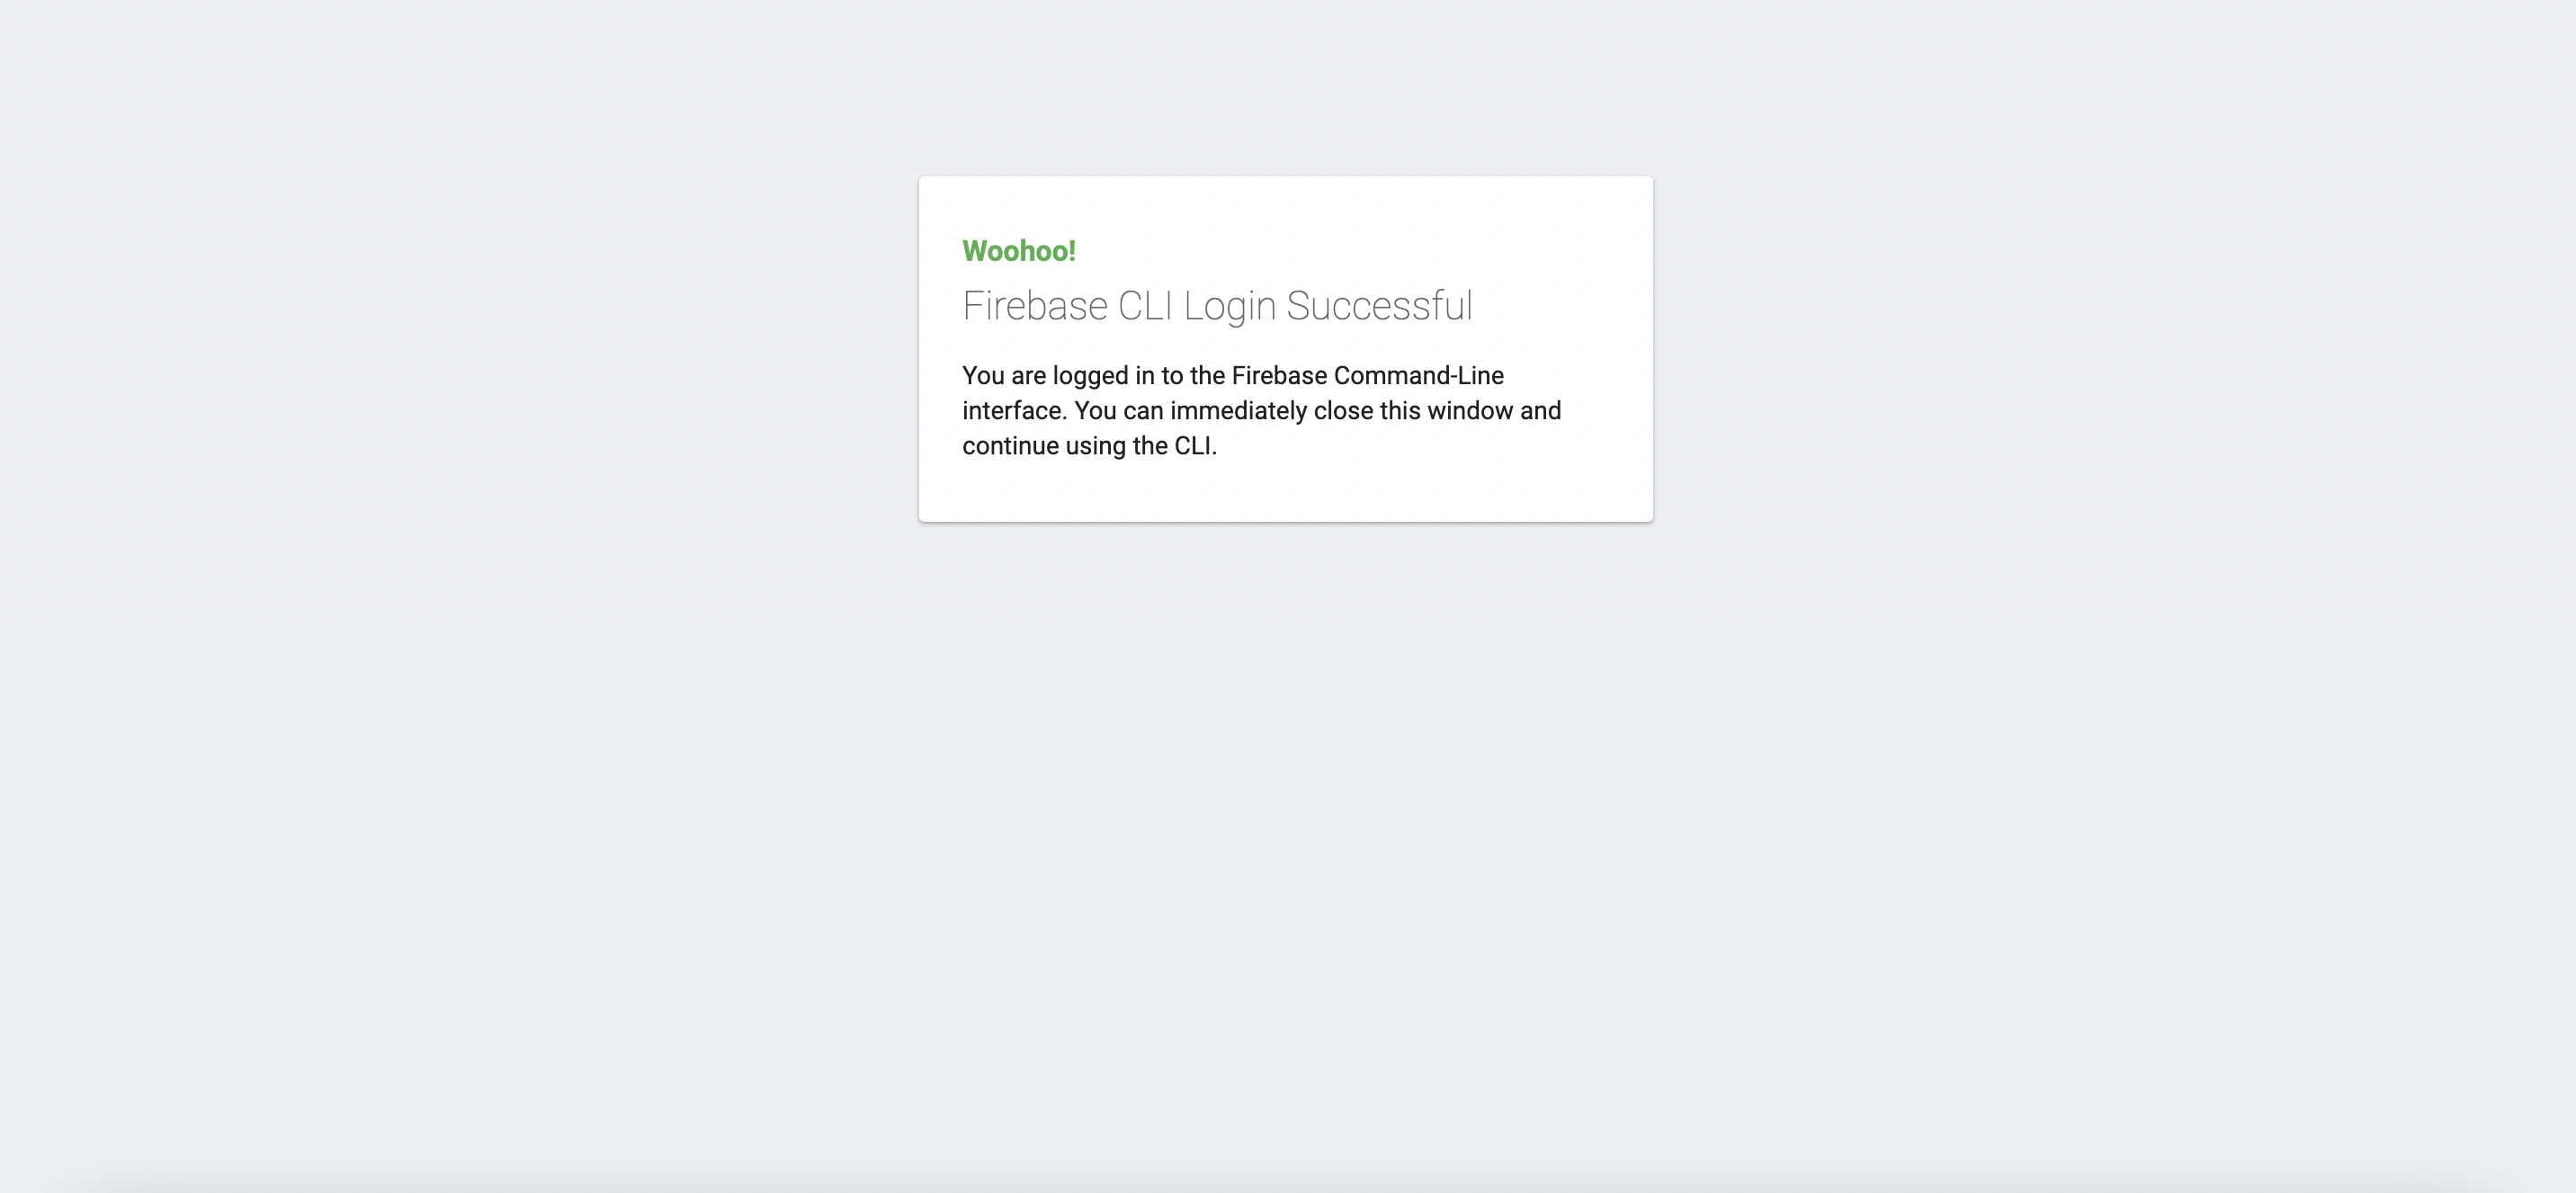 Woohoo!
Firebase CLI Login Successful
You are logged in to the Firebase Command-Line
interface. You can immediately close this window and
continue using the CLI.